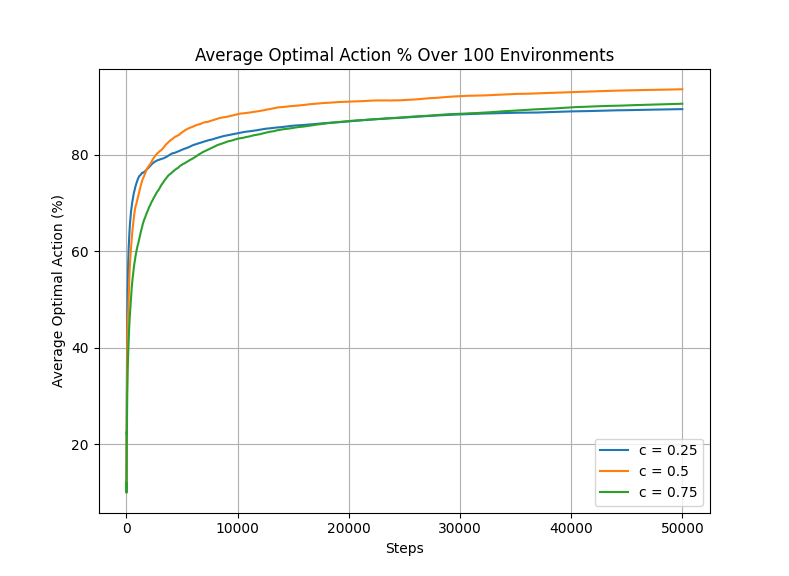 Average Optimal Action % Over 100 Environments
Average Optimal Action (%)
80
60
40
20
0
10000
20000
30000
40000
50000
Steps
c = 0.25
c = 0.5
c = 0.75